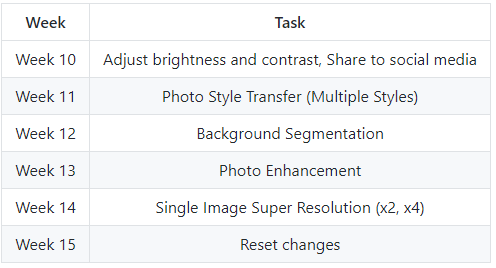 Week Task
Week 10 Adjust brightness and contrast, Share to social media
Week 11 Photo Style Transfer (Multiple Styles)
Week 12 Background Segmentation
Week 13 Photo Enhancement
Week 14 Single Image Super Resolution (x2, x4)
Week 15 Reset changes